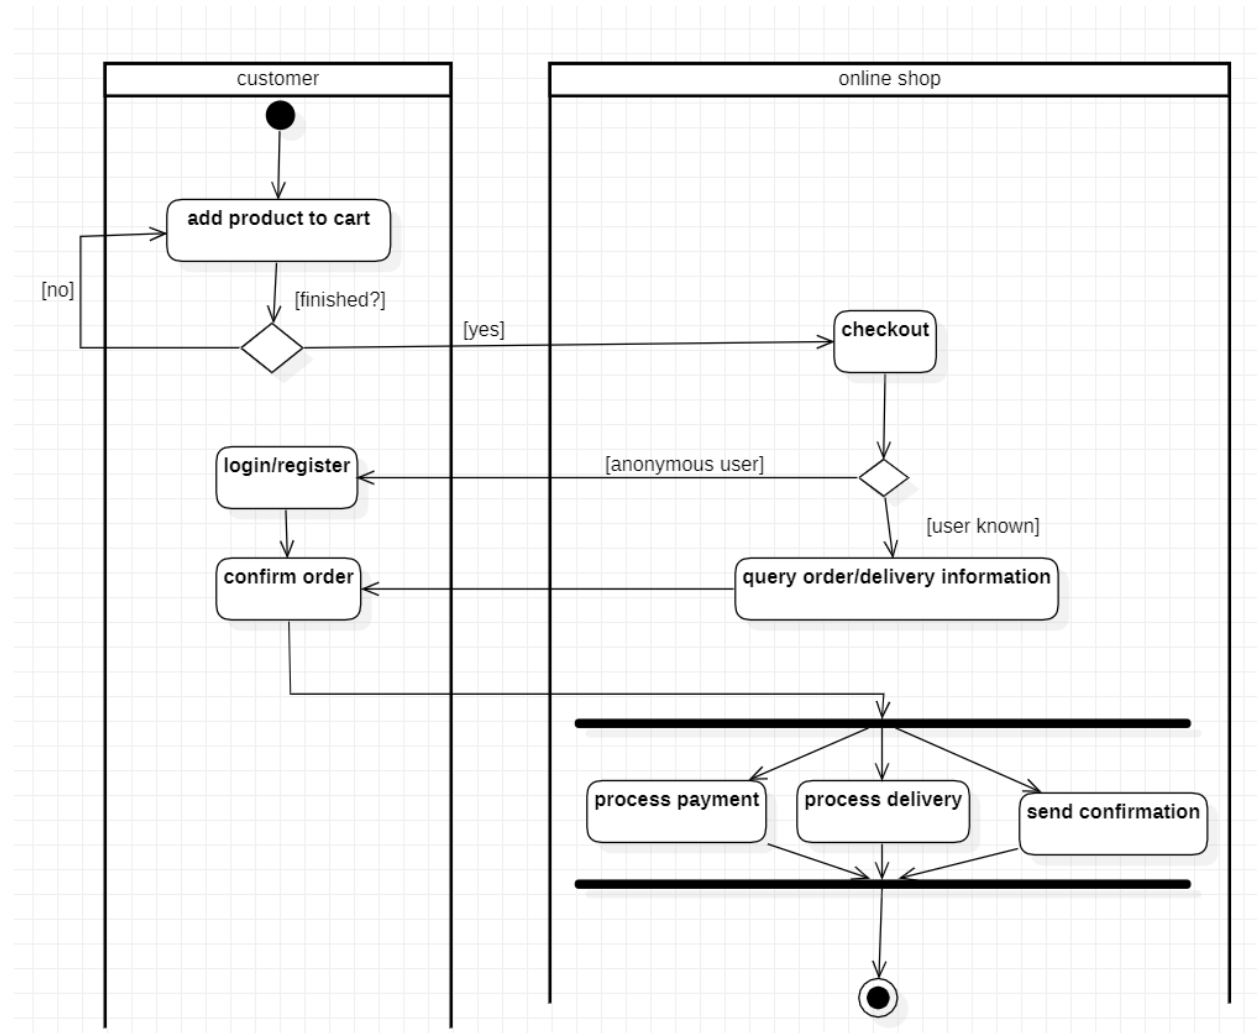 customer
online shop
add product to cart
[no]
[finished?]
[yes]
checkout
login/register
[anonymous user]
[user known]
confirm order
query order/delivery information
process payment
process delivery
send confirmation